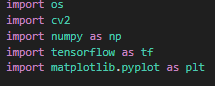 import os
import cv2
import numpy as np
import tensorflow as tf
import matplotlib.pyplot as plt